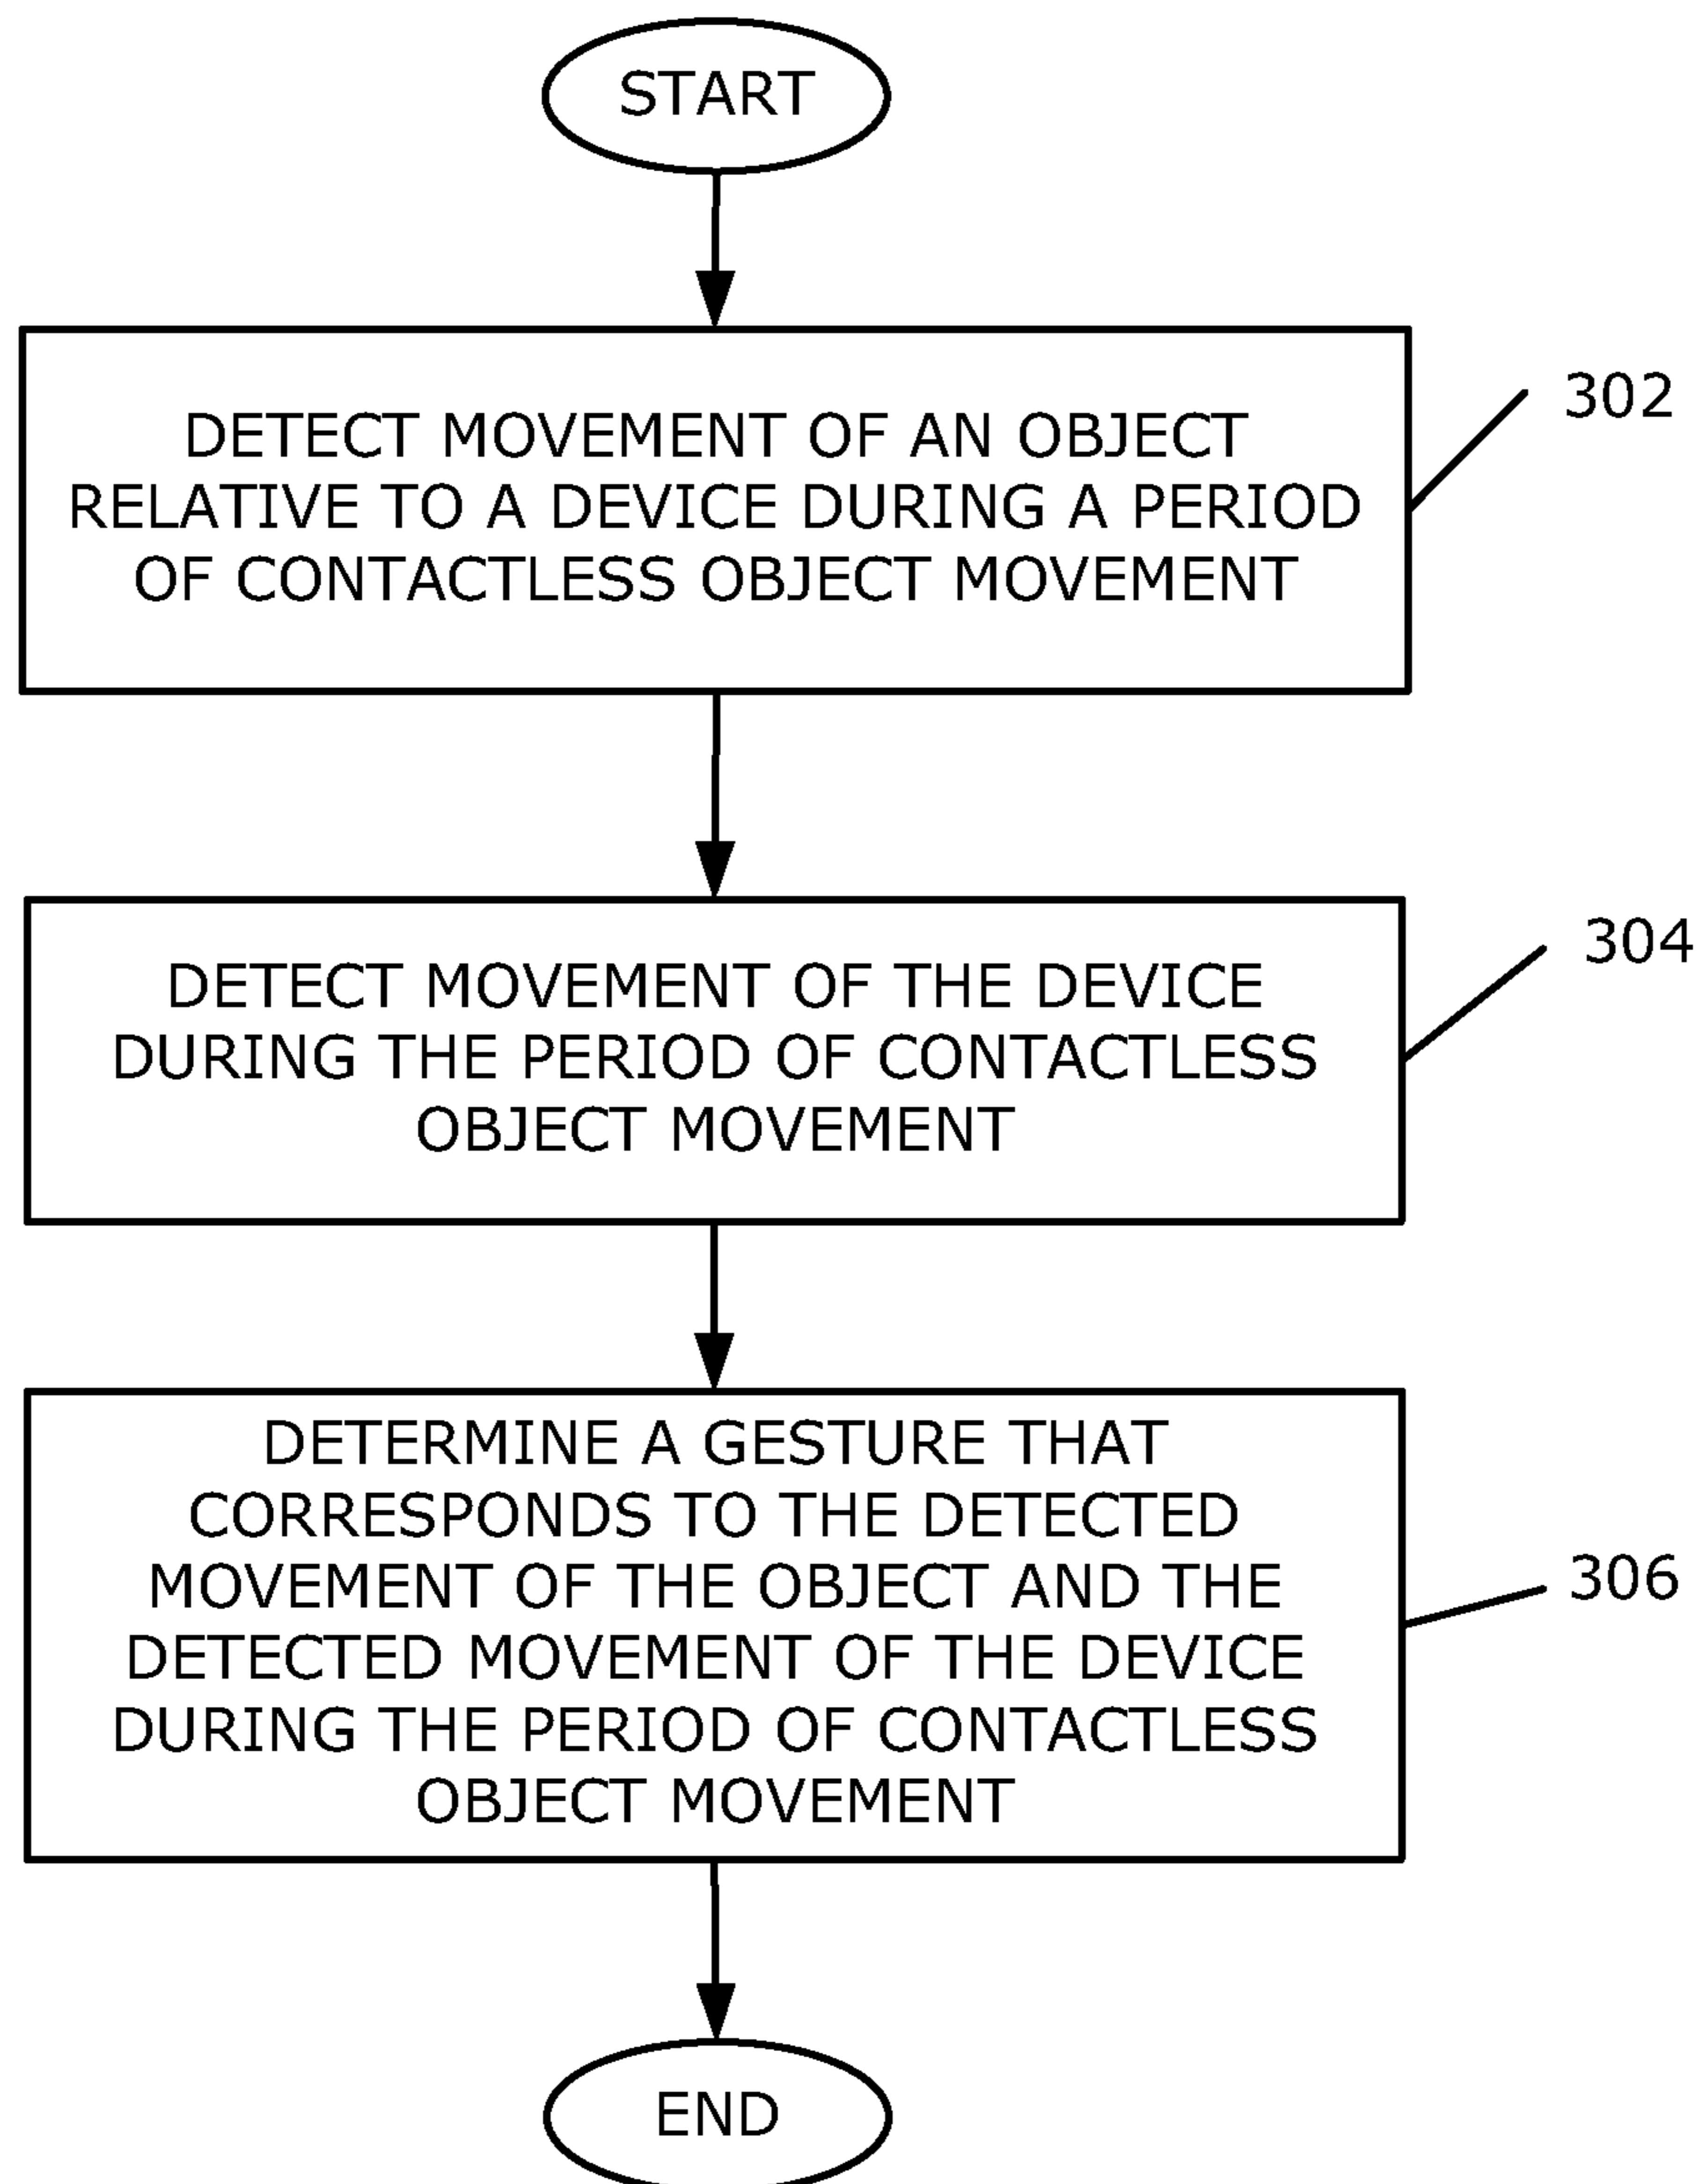 START
DETECT MOVEMENT OF AN OBJECT
RELATIVE TO A DEVICE DURING A PERIOD
OF CONTACTLESS OBJECT MOVEMENT
302
DETECT MOVEMENT OF THE DEVICE
DURING THE PERIOD OF CONTACTLESS
OBJECT MOVEMENT
304
DETERMINE A GESTURE THAT
CORRESPONDS TO THE DETECTED
MOVEMENT OF THE OBJECT AND THE
DETECTED MOVEMENT OF THE DEVICE
DURING THE PERIOD OF CONTACTLESS
OBJECT MOVEMENT
306
END